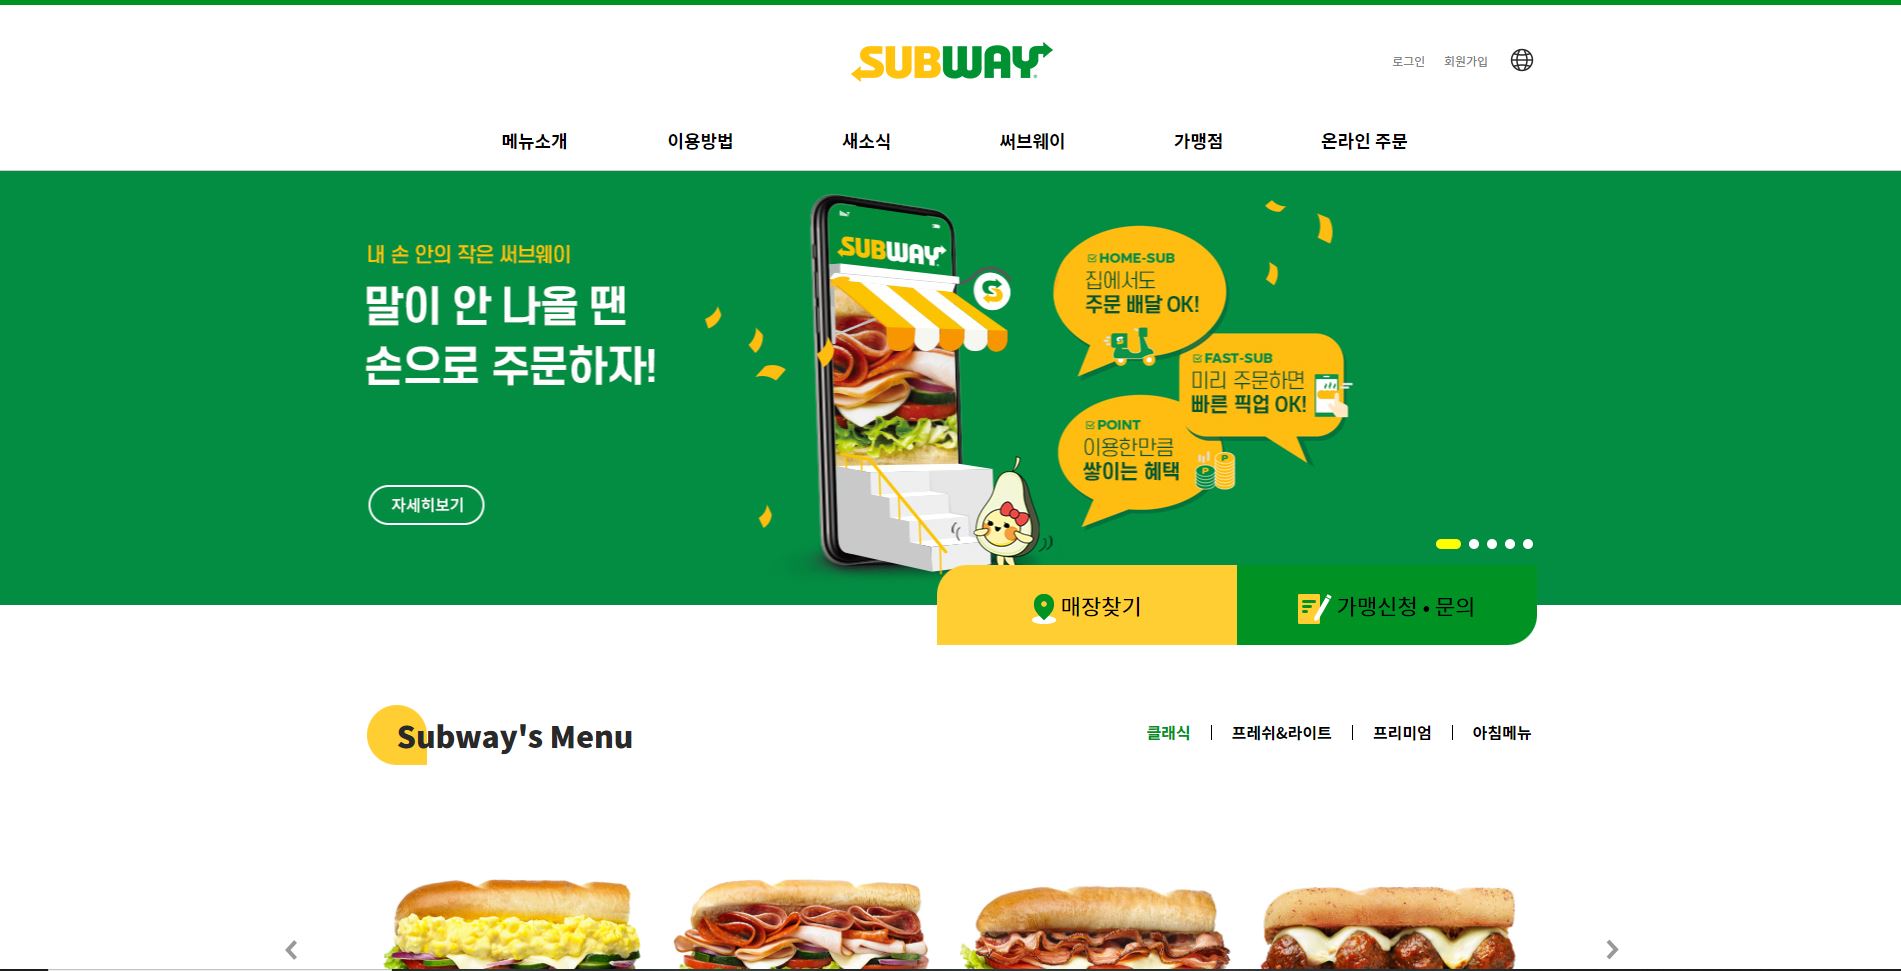 SUBWAY
로그인 회원가입
메뉴소개 이용방법 새소식 써브웨이 가맹점 온라인 주문
내 손 안의 작은 써브웨이
말이 안 나올 땐
손으로 주문하자!
자세히보기
SUBWAY
HOME-SUB
집에서도
주문 배달 OK!
FAST-SUB
미리 주문하면
빠른 픽업 OK!
POINT
이용한만큼
쌓이는 혜택
P
P
매장찾기
가맹신청 • 문의
Subway's Menu
클래식 | 프레쉬&라이트 | 프리미엄 | 아침메뉴